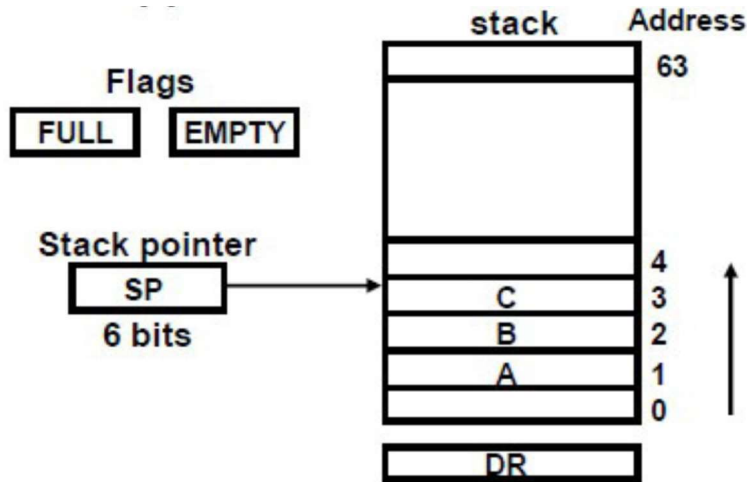 stack
Address
63
Flags
FULL
EMPTY
Stack pointer
SP
6 bits
4
C
3
B
2
A
1
0
DR